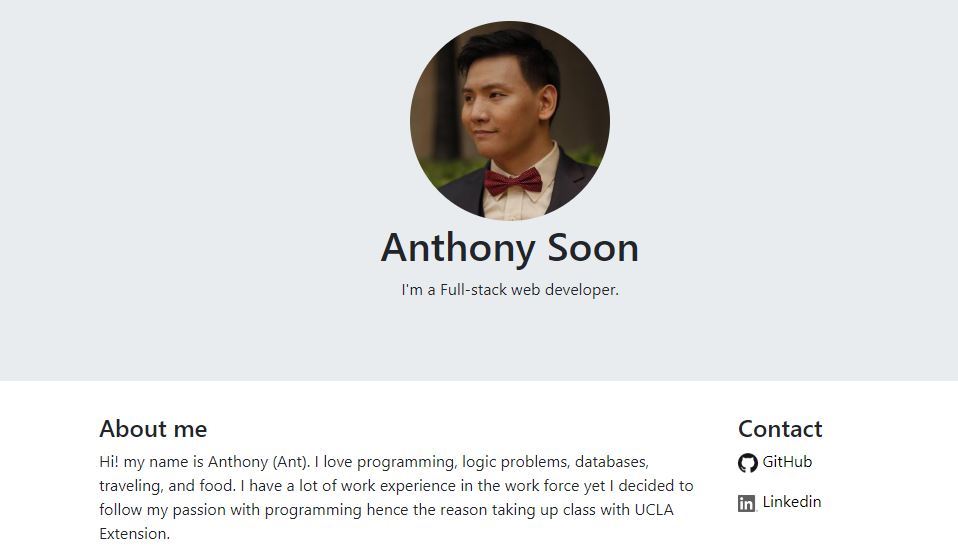 Anthony Soon
I'm a Full-stack web developer.
About me
Hi! my name is Anthony (Ant). I love programming, logic problems, databases,
traveling, and food. I have a lot of work experience in the work force yet I decided to
follow my passion with programming hence the reason taking up class with UCLA
Extension.
Contact
GitHub
in Linkedin